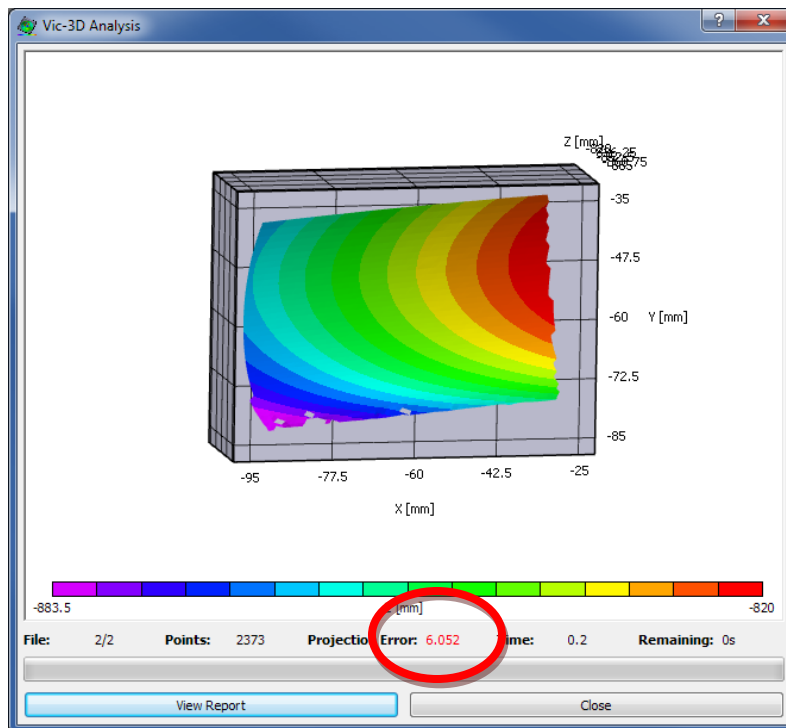 Vic-3D Analysis
Z [mm]
-35
-47.5
-60 Y [mm]
-72.5
-85
-95 -77.5 -60 -42.5 -25
X [mm]
-883.5 [mm] -820
File: 2/2 Points: 2373 Projection Error: 6.052 Time: 0.2 Remaining: 0s
View Report Close